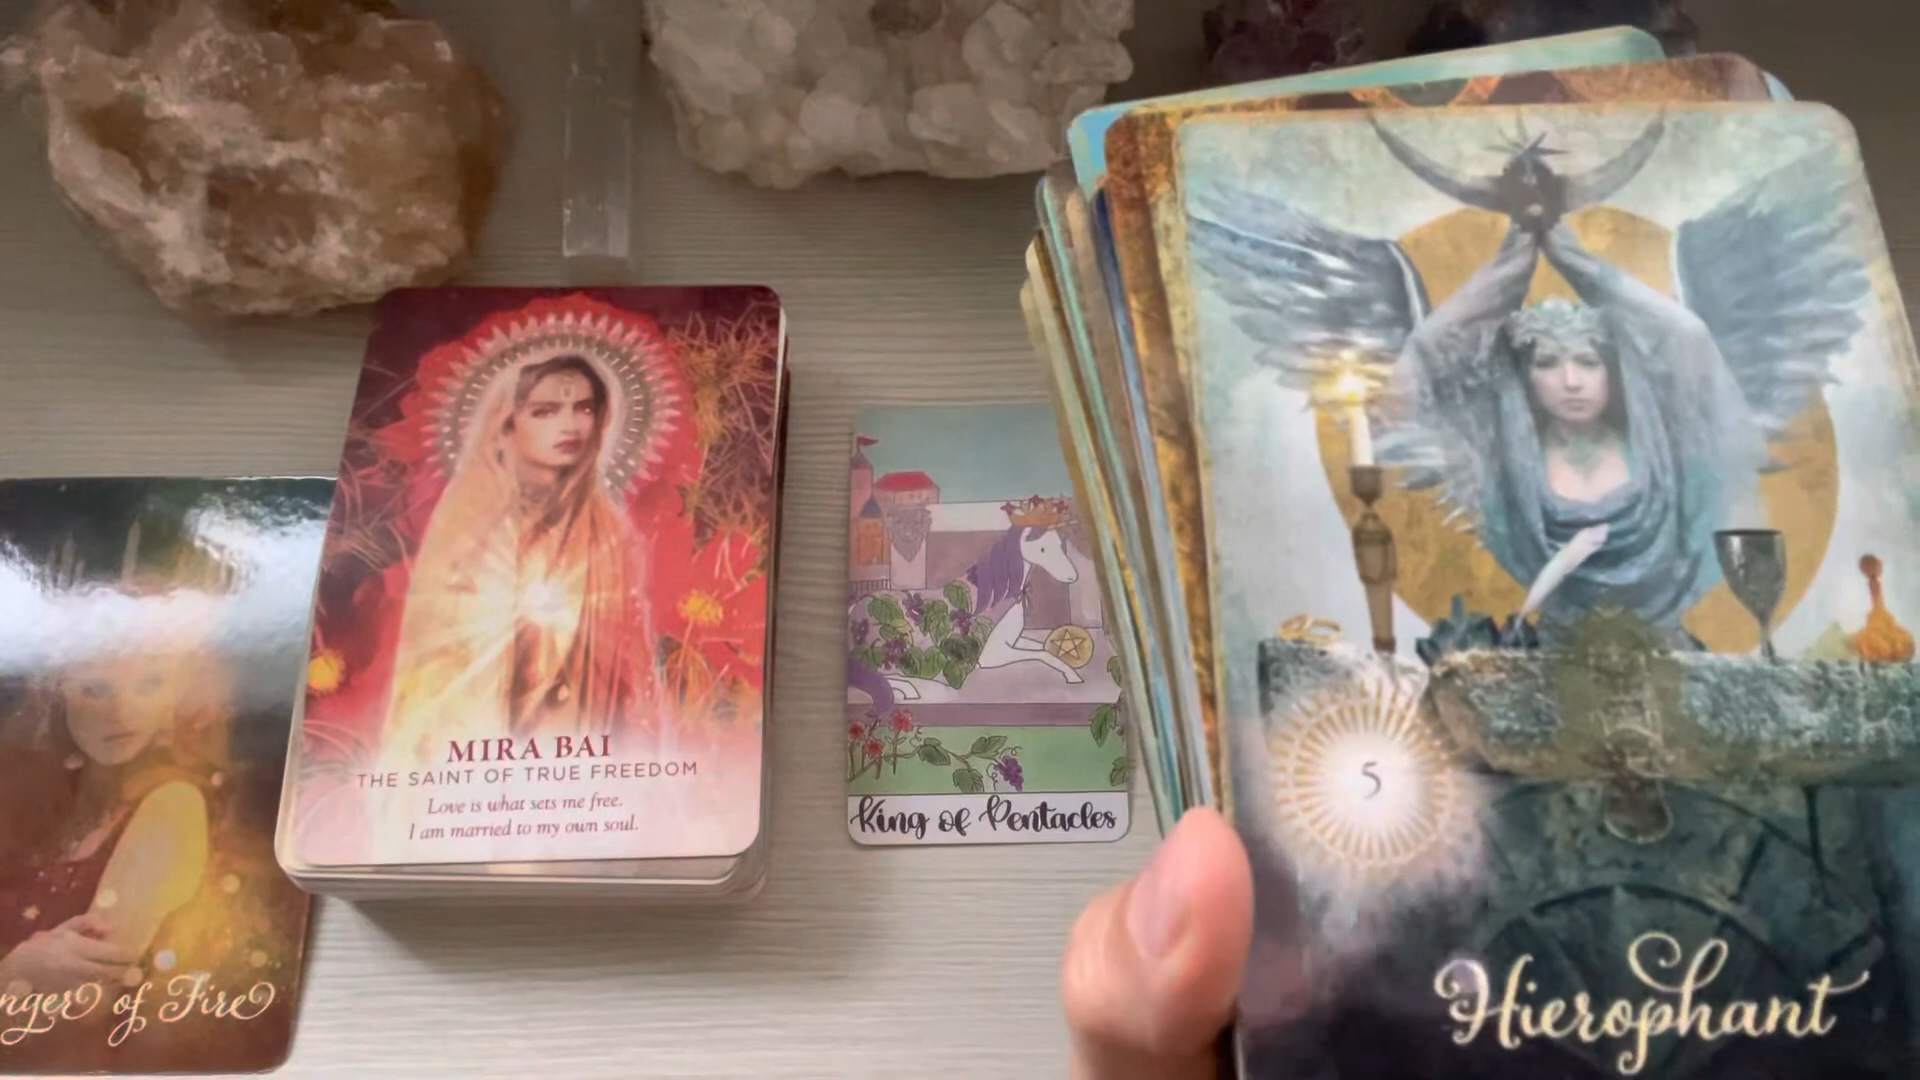 nger of Fire
MIRA BAI
THE SAINT OF TRUE FREEDOM
Love is what sets me free.
I am married to my own soul.
King of Pentacles
5
Hierophant